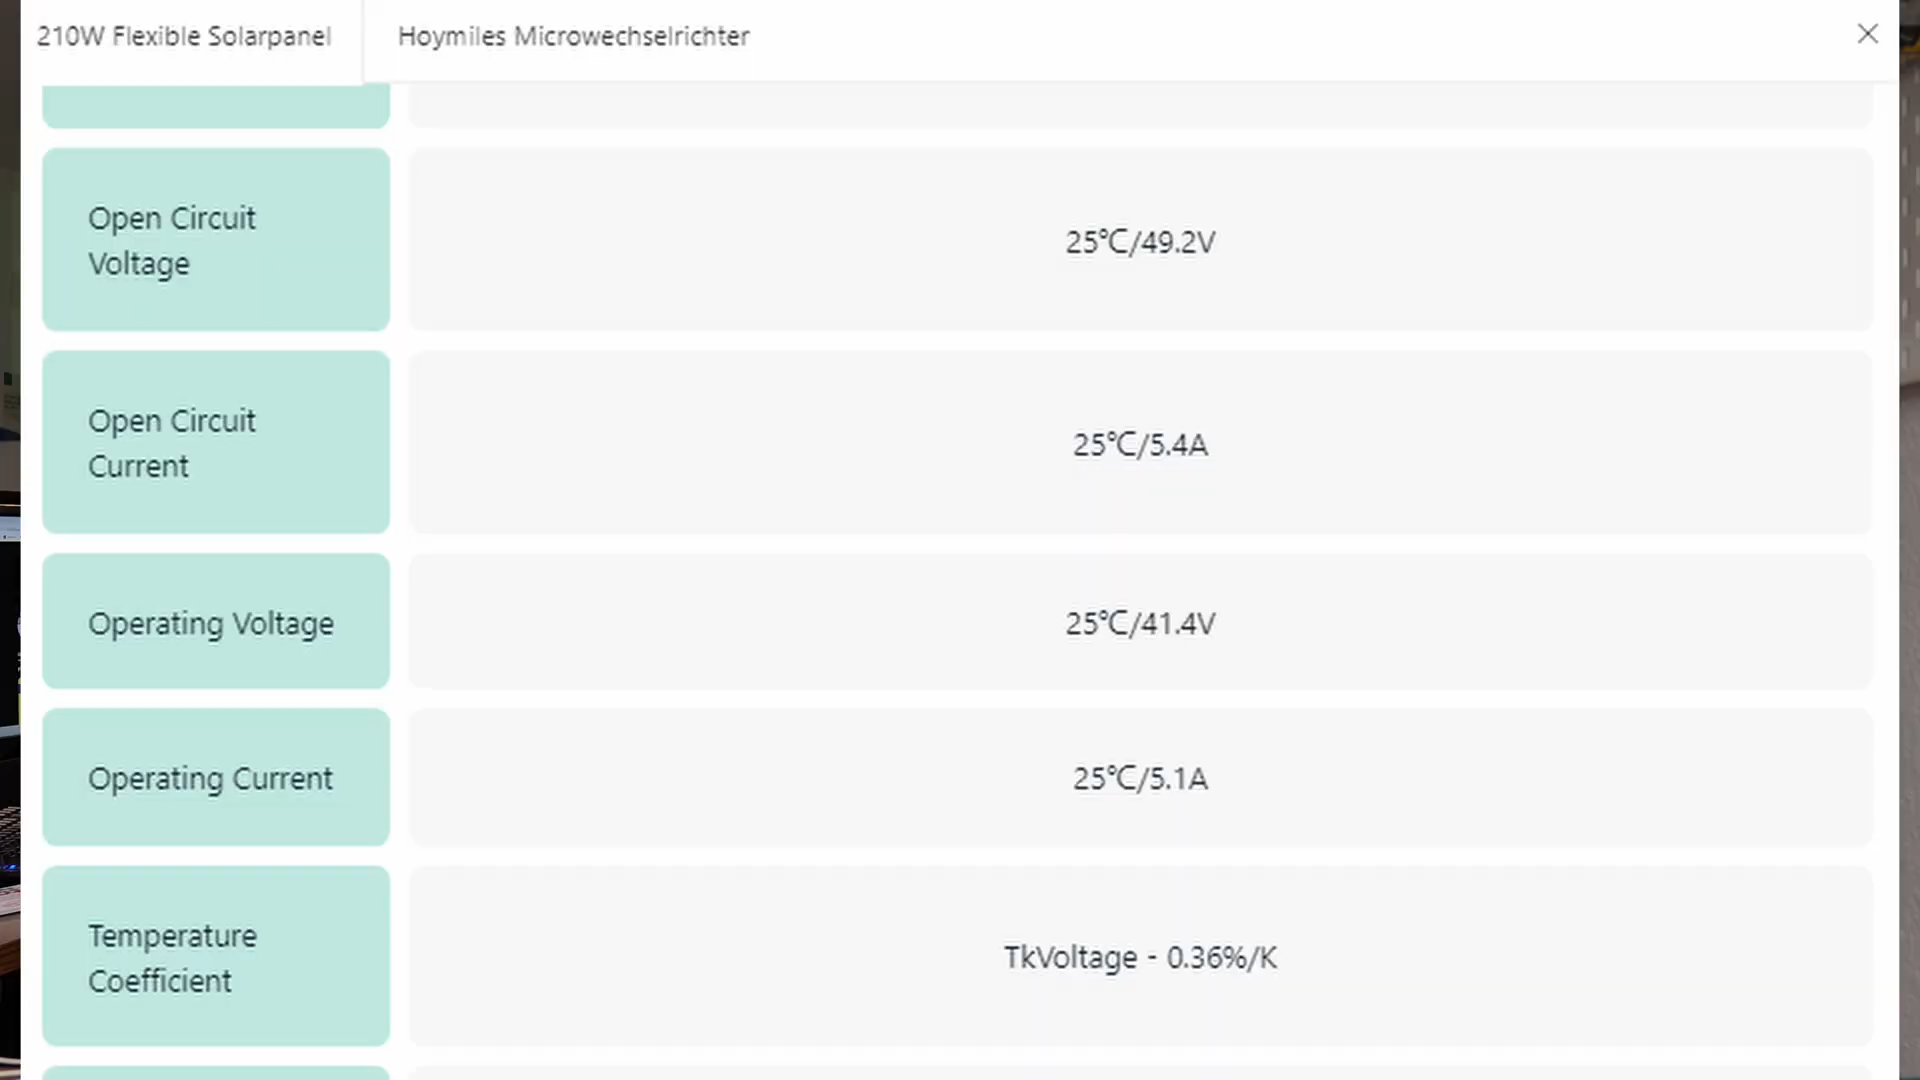 210W Flexible Solarpanel
Hoymiles Microwechselrichter
Open Circuit
Voltage
25℃/49.2V
Open Circuit
Current
25℃/5.4A
Operating Voltage
25℃/41.4V
Operating Current
25℃/5.1A
Temperature
Coefficient
TkVoltage - 0.36%/K